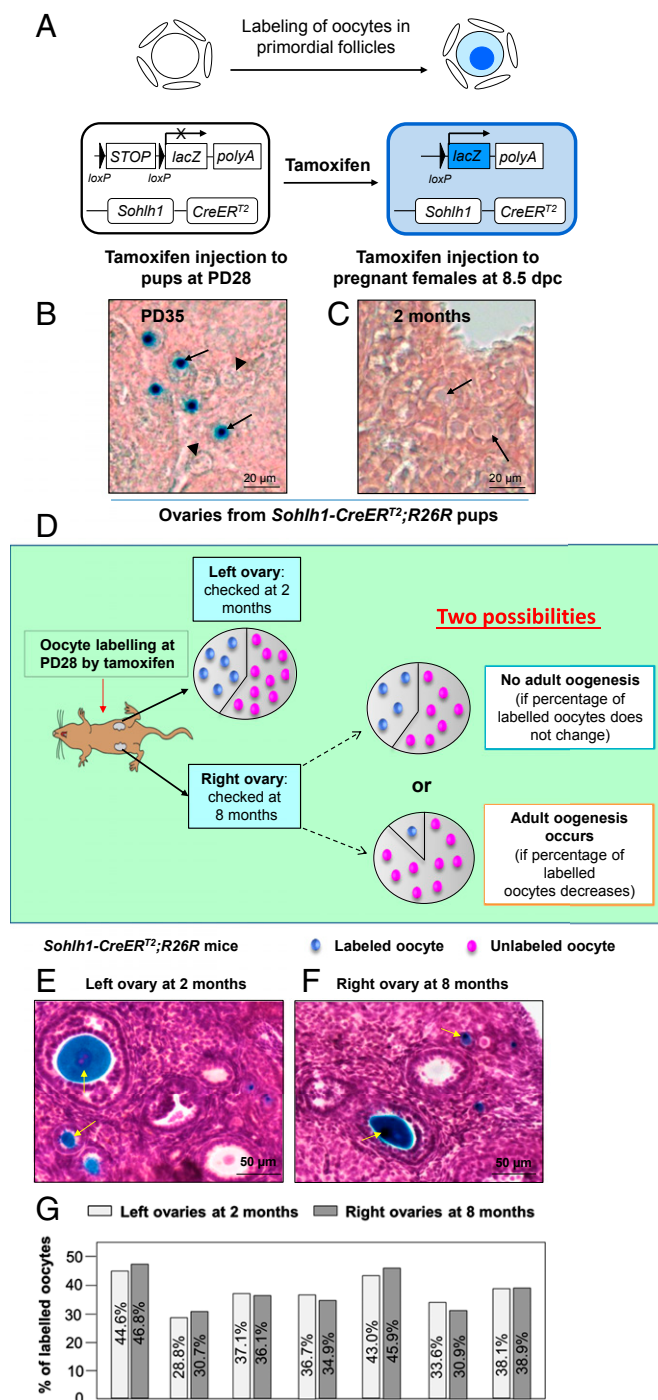 A
Labeling of oocytes in
primordial follicles
X
STOP
lacZ
polyA
loxP
loxP
Sohlh1
CreER^T2
Tamoxifen
lacZ
polyA
loxP
Sohlh1
CreER^T2
Tamoxifen injection to
pups at PD28
Tamoxifen injection to
pregnant females at 8.5 dpc
B
PD35
20 μm
C
2 months
20 μm
Ovaries from Sohlh1-CreER^T2;R26R pups
D
Oocyte labelling at
PD28 by tamoxifen
Left ovary:
checked at 2
months
Right ovary:
checked at
8 months
Two possibilities
No adult oogenesis
(if percentage of
labelled oocytes does
not change)
or
Adult oogenesis
occurs
(if percentage of
labelled
oocytes decreases)
Sohlh1-CreER^T2;R26R mice
Labeled oocyte
Unlabeled oocyte
E
Left ovary at 2 months
50 μm
F
Right ovary at 8 months
50 μm
G
Left ovaries at 2 months
Right ovaries at 8 months
% of labelled oocytes
50
40
30
20
10
0
44.6%
46.8%
28.8%
30.7%
37.1%
36.1%
36.7%
34.9%
43.0%
45.9%
33.6%
30.9%
38.1%
38.9%